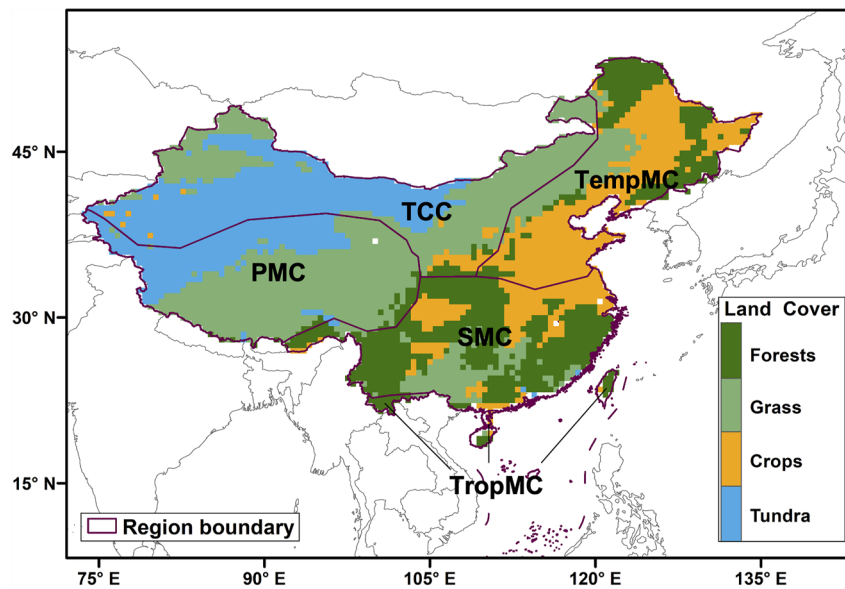 45° N
30° N
15° N
TempMC
TCC
PMC
SMC
TropMC
Land Cover
Forests
Grass
Crops
Tundra
Region boundary
75° E
90° E
105° E
120° E
135° E